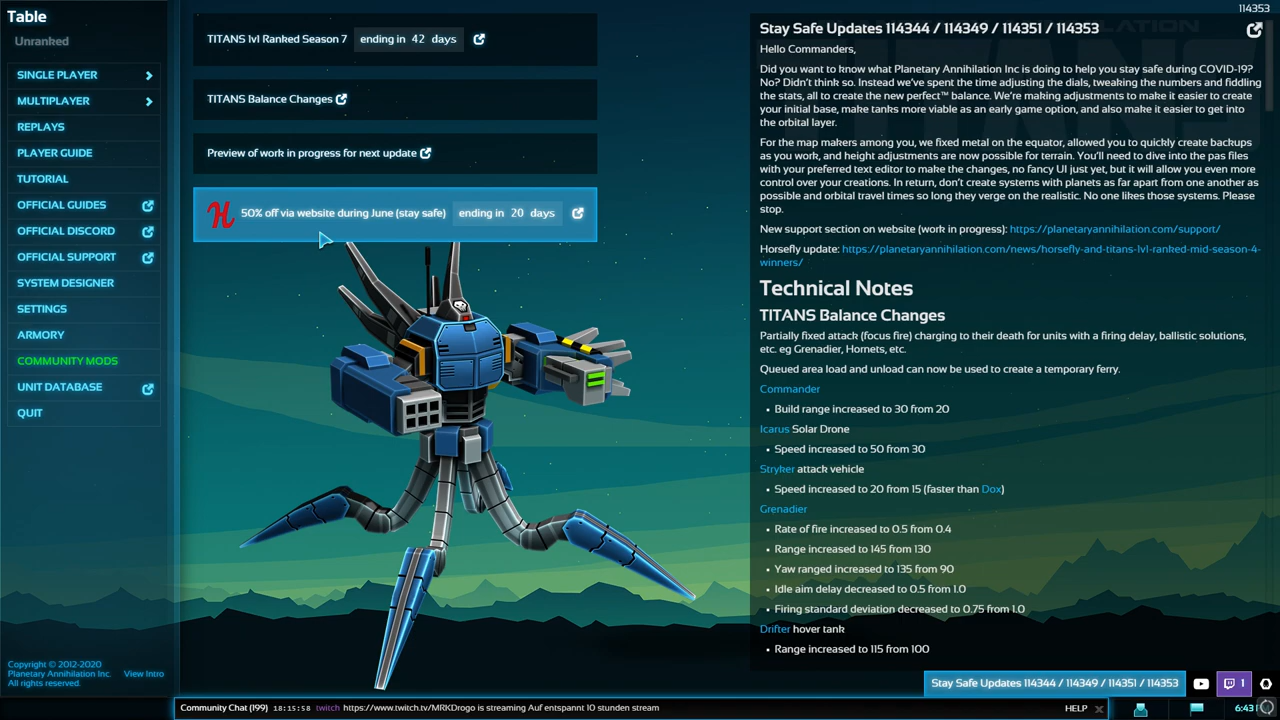 Table
Unranked
SINGLE PLAYER
MULTIPLAYER
REPLAYS
PLAYER GUIDE
TUTORIAL
OFFICIAL GUIDES
OFFICIAL DISCORD
OFFICIAL SUPPORT
SYSTEM DESIGNER
SETTINGS
ARMORY
COMMUNITY MODS
UNIT DATABASE
QUIT
Copyright © 2012-2020
Planetary Annihilation Inc.
All rights reserved.
View Intro
TITANS 1v1 Ranked Season 7 ending in 42 days
TITANS Balance Changes
Preview of work in progress for next update
50% off via website during June (stay safe) ending in 20 days
114353
Stay Safe Updates 114344 / 114349 / 114351 / 114353
Hello Commanders,
Did you want to know what Planetary Annihilation Inc is doing to help you stay safe during COVID-19?
No? Didn't think so. Instead we've spent the time adjusting the dials, tweaking the numbers and fiddling
the stats, all to create the new perfect™ balance. We're making adjustments to make it easier to create
your initial base, make tanks more viable as an early game option, and also make it easier to get into
the orbital layer.
For the map makers among you, we fixed metal on the equator, allowed you to quickly create backups
as you work, and height adjustments are now possible for terrain. You'll need to dive into the pas files
with your preferred text editor to make the changes, no fancy UI just yet, but it will allow you even more
control over your creations. In return, don't create systems with planets as far apart from one another as
possible and orbital travel times so long they verge on the realistic. No one likes those systems. Please
stop.
New support section on website (work in progress): https://planetaryannihilation.com/support/
Horsefly update: https://planetaryannihilation.com/news/horsefly-and-titans-1v1-ranked-mid-season-4-
winners/
Technical Notes
TITANS Balance Changes
Partially fixed attack (focus fire) charging to their death for units with a firing delay, ballistic solutions,
etc. eg Grenadier, Hornets, etc.
Queued area load and unload can now be used to create a temporary ferry.
Commander
• Build range increased to 30 from 20
Icarus Solar Drone
• Speed increased to 50 from 30
Stryker attack vehicle
• Speed increased to 20 from 15 (faster than Dox)
Grenadier
• Rate of fire increased to 0.5 from 0.4
• Range increased to 145 from 130
• Yaw ranged increased to 135 from 90
• Idle aim delay decreased to 0.5 from 1.0
• Firing standard deviation decreased to 0.75 from 1.0
Drifter hover tank
• Range increased to 115 from 100
Stay Safe Updates 114344 / 114349 / 114351 / 114353
1
Community Chat (199) 18:15:58 twitch https://www.twitch.tv/MRKDrogo is streaming Auf entspannt 10 stunden stream
HELP
6:43